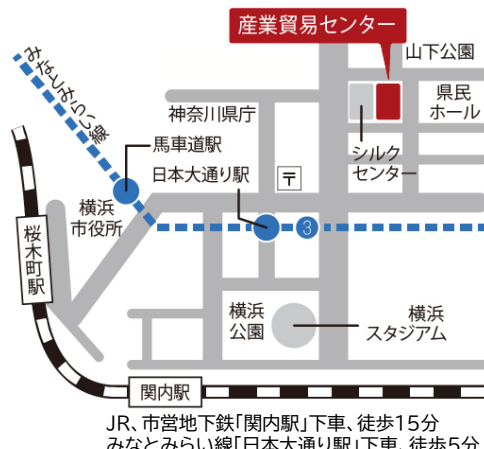 産業貿易センター
山下公園
みなとみらい線
神奈川県庁
県民
ホール
馬車道駅
シルク
センター
日本大通り駅
〒
横浜
市役所
3
桜木町駅
横浜
公園
横浜
スタジアム
関内駅
JR、市営地下鉄「関内駅」下車、徒歩15分
みなとみらい線「日本大通り駅」下車、徒歩5分